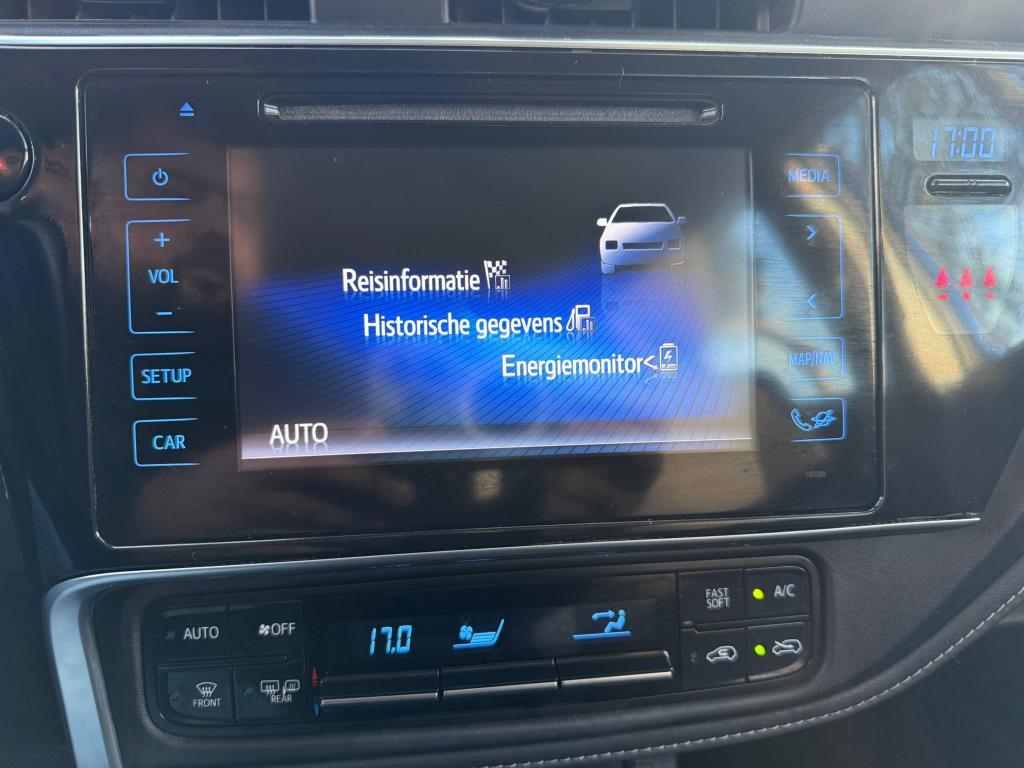 17:00
MEDIA
+
VOL
-
Reisinformatie
Historische gegevens
Energiemonitor
SETUP
MAP/NAV
CAR
AUTO
AUTO
OFF
17.0
FAST
SOFT
A/C
FRONT
REAR